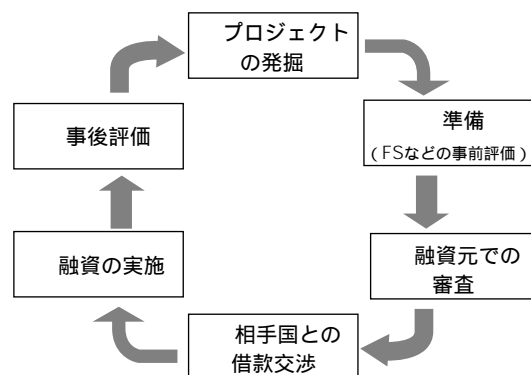 プロジェクト
の発掘
準備
(FSなどの事前評価)
融資元での
審査
相手国との
借款交渉
融資の実施
事後評価